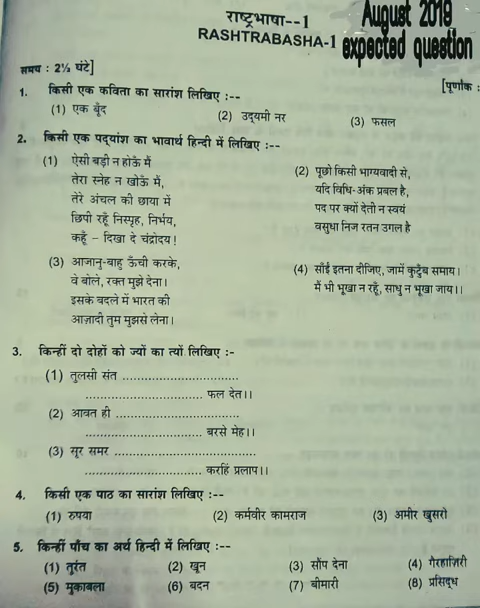 राष्ट्रभाषा--1
August 2019
RASHTRABASHA-1
expected question
समय : 2½ घंटे]
[पूर्णांक :
1. किसी एक कविता का सारांश लिखिए :--
(1) एक बूँद (2) उद्यमी नर (3) फसल
2. किसी एक पद्यांश का भावार्थ हिन्दी में लिखिए :--
(1) ऐसी बड़ी न होऊँ मैं
तेरा स्नेह न खोऊँ मैं,
तेरे अंचल की छाया में
छिपी रहूँ निस्पृह, निर्भय,
कहूँ – दिखा दे चंद्रोदय!
(2) पूछो किसी भाग्यवादी से,
यदि विधि-अंक प्रबल है,
पद पर क्यों देती न स्वयं
वसुधा निज रतन उगल है
(3) आजानु-बाहु ऊँची करके,
वे बोले, रक्त मुझे देना।
इसके बदले में भारत की
आज़ादी तुम मुझसे लेना।
(4) साँई इतना दीजिए, जामें कुटुँब समाय।
मैं भी भूखा न रहूँ, साधु न भूखा जाय।।
3. किन्हीं दो दोहों को ज्यों का त्यों लिखिए :-
(1) तुलसी संत ..............................
.............................. फल देत।।
(2) आवत ही ..............................
.............................. बरसे मेह।।
(3) सूर समर ..............................
.............................. करहिं प्रलाप।।
4. किसी एक पाठ का सारांश लिखिए :--
(1) रुपया (2) कर्मवीर कामराज (3) अमीर खुसरो
5. किन्हीं पाँच का अर्थ हिन्दी में लिखिए :--
(1) तुरंत (2) खून (3) सौंप देना (4) गैरहाज़िरी
(5) मुकाबला (6) बदन (7) बीमारी (8) प्रसिद्ध